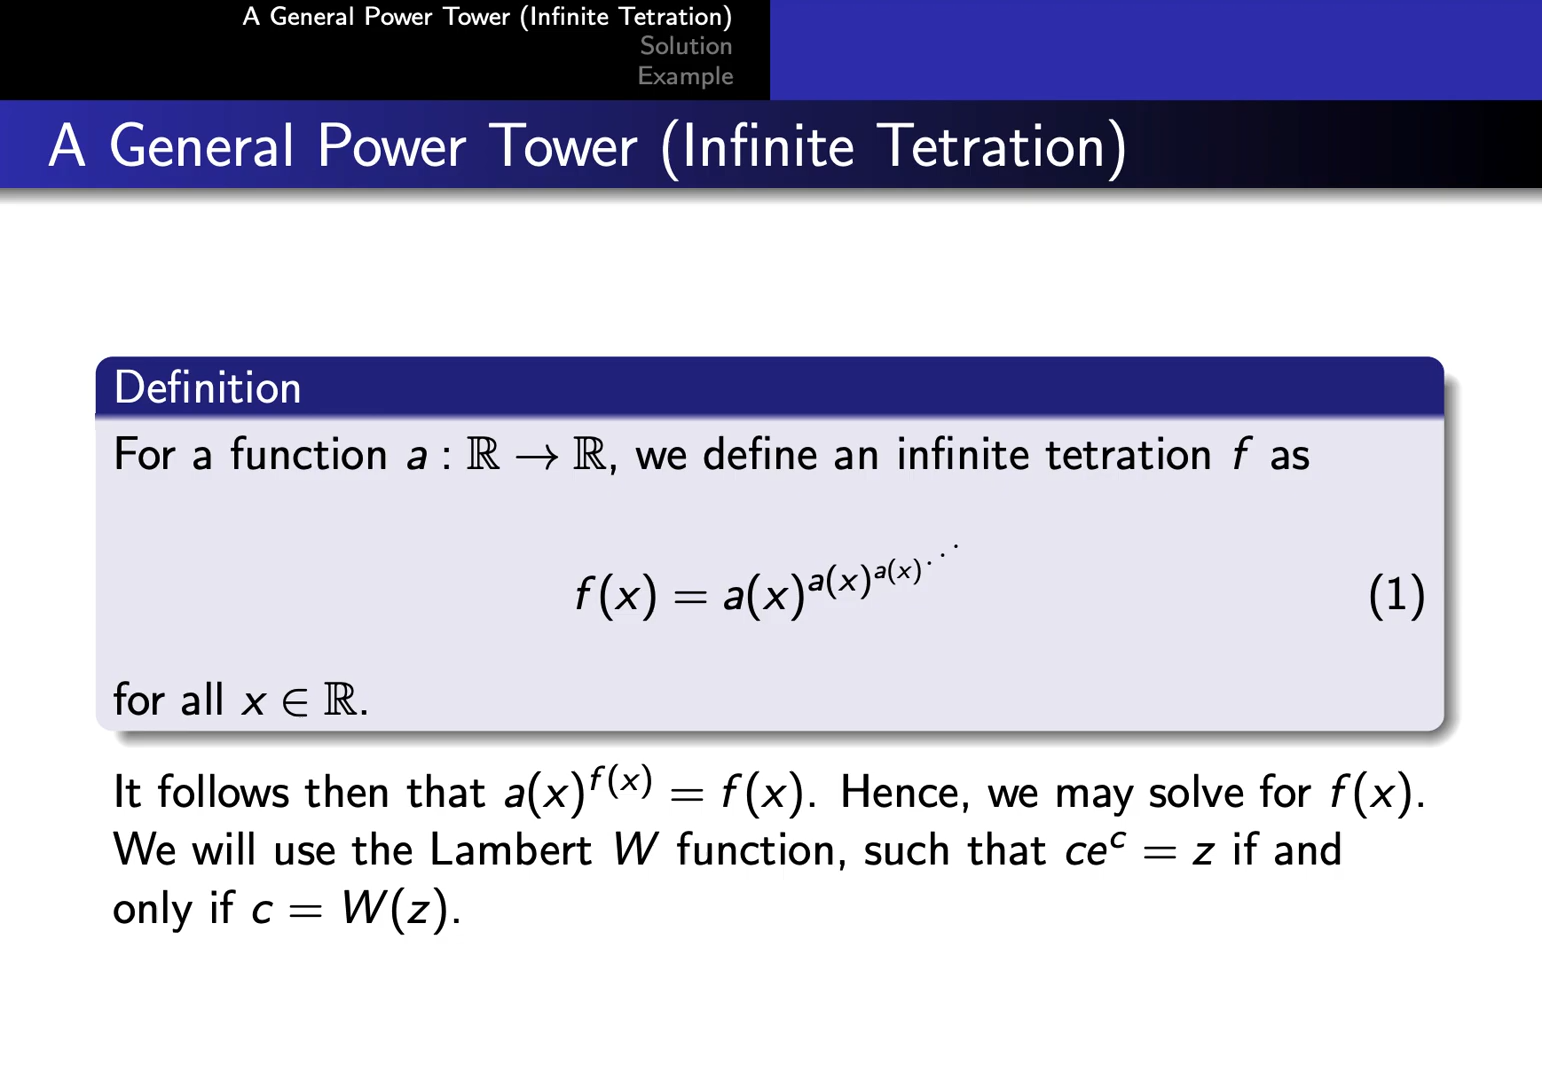 A General Power Tower (Infinite Tetration)
Solution
Example
A General Power Tower (Infinite Tetration)
Definition
For a function a : ℝ → ℝ, we define an infinite tetration f as
f(x) = a(x)^{a(x)^{a(x)^{⋰}}} (1)
for all x ∈ ℝ.
It follows then that a(x)^{f(x)} = f(x). Hence, we may solve for f(x).
We will use the Lambert W function, such that ce^c = z if and
only if c = W(z).